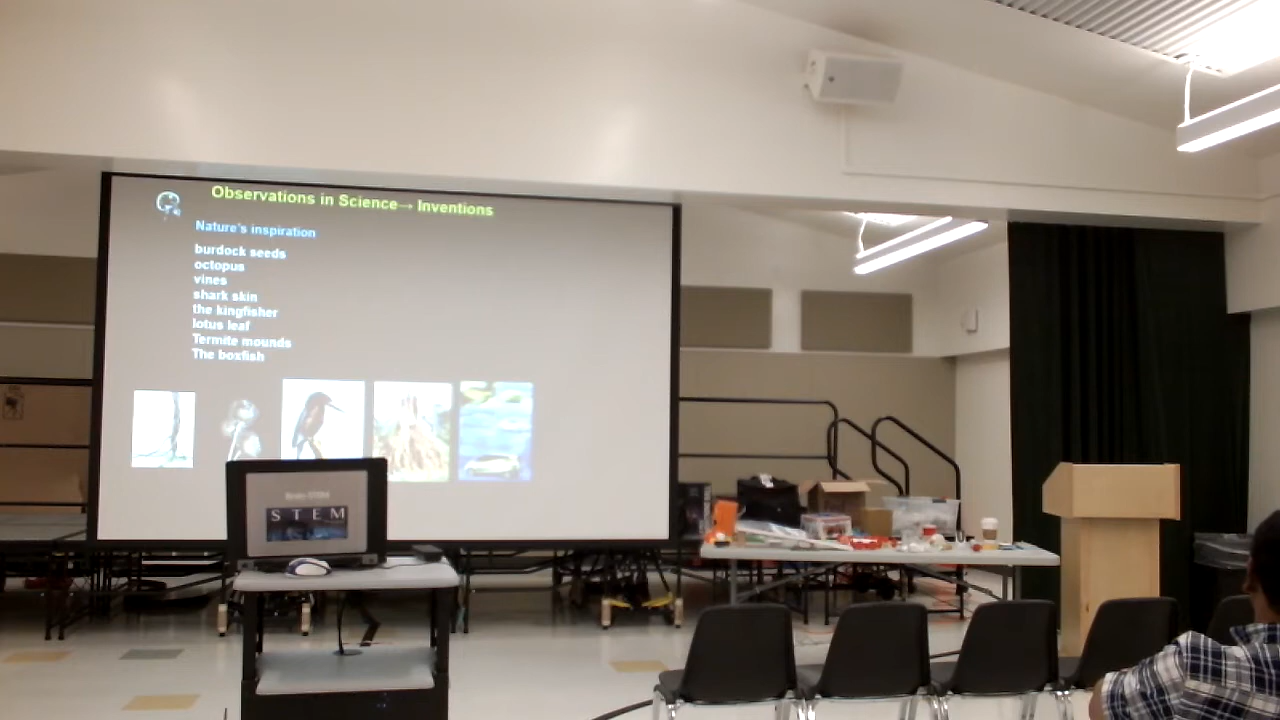 Observations in Science→ Inventions
Nature's inspiration
burdock seeds
octopus
vines
shark skin
the kingfisher
lotus leaf
Termite mounds
The boxfish
STEM